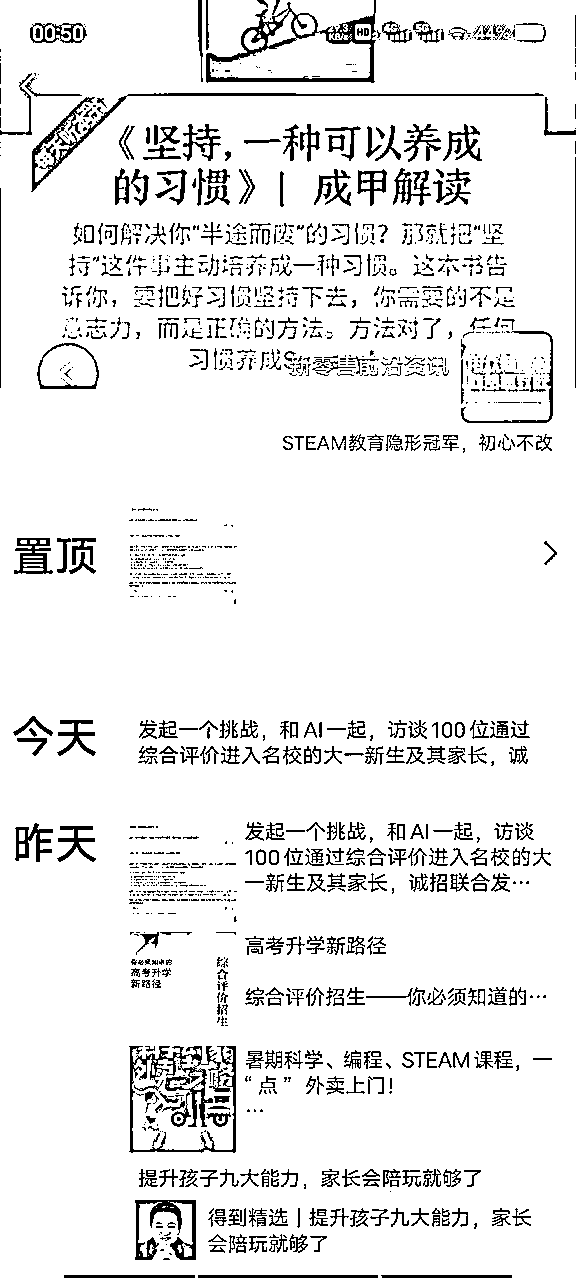 00:50
44%
《坚持,一种可以养成
的习惯》| 成甲解读
如何解决你“半途而废”的习惯？那就把“坚
持”这件事主动培养成一种习惯。这本书告
诉你，要把好习惯坚持下去，你需要的不是
意志力，而是正确的方法。方法对了，任何
习惯养成
新零售前沿资讯
STEAM教育隐形冠军，初心不改
置顶
今天
发起一个挑战，和AI一起，访谈100位通过
综合评价进入名校的大一新生及其家长，诚
昨天
发起一个挑战，和AI一起，访谈
100位通过综合评价进入名校的大
一新生及其家长，诚招联合发…
高考升学
新路径
综合评价招生
高考升学新路径
综合评价招生——你必须知道的…
暑期科学、编程、STEAM课程，一
“点” 外卖上门！
…
提升孩子九大能力，家长会陪玩就够了
得到精选 | 提升孩子九大能力，家长
会陪玩就够了